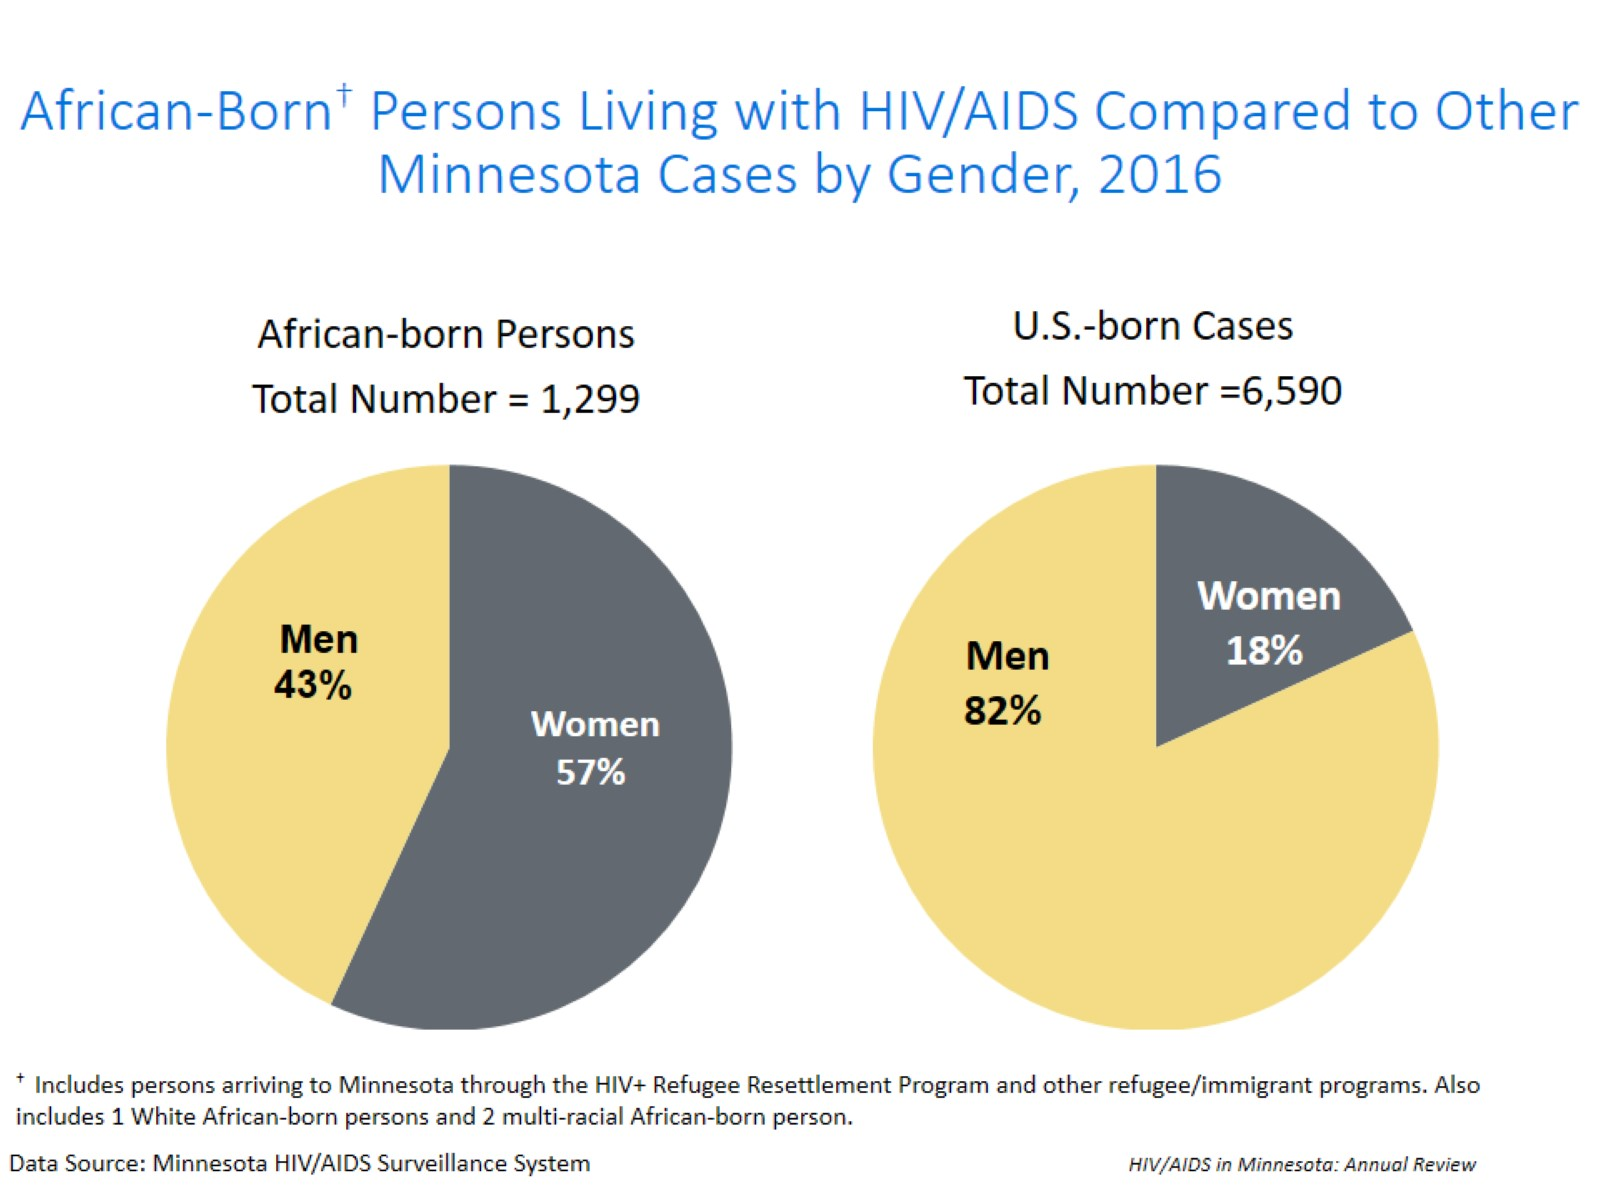 African-Born† Persons Living with HIV/AIDS Compared to Other
Minnesota Cases by Gender, 2016
African-born Persons
Total Number = 1,299
U.S.-born Cases
Total Number =6,590
Men
43%
Women
57%
Men
82%
Women
18%
† Includes persons arriving to Minnesota through the HIV+ Refugee Resettlement Program and other refugee/immigrant programs. Also
includes 1 White African-born persons and 2 multi-racial African-born person.
Data Source: Minnesota HIV/AIDS Surveillance System
HIV/AIDS in Minnesota: Annual Review